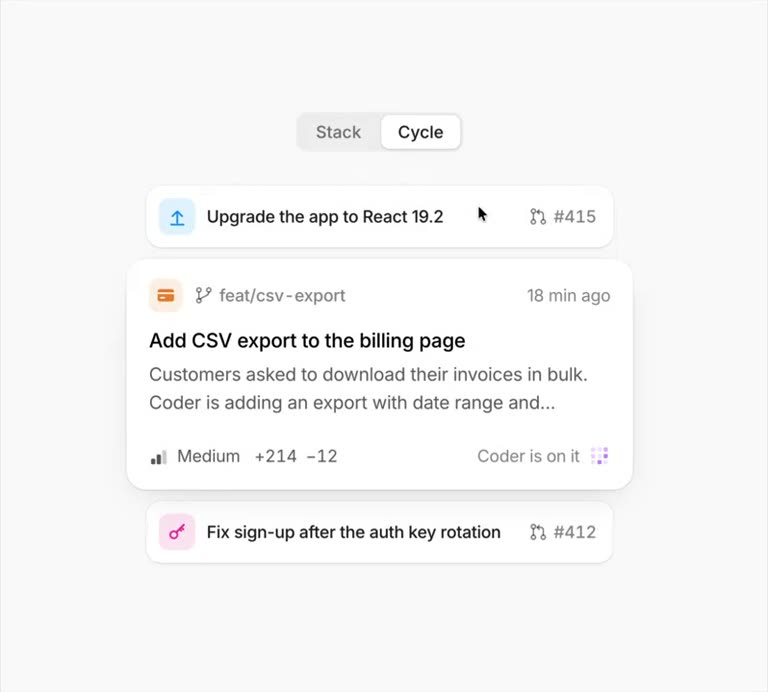 Stack Cycle
Upgrade the app to React 19.2 #415
feat/csv-export 18 min ago
Add CSV export to the billing page
Customers asked to download their invoices in bulk.
Coder is adding an export with date range and...
Medium +214 −12 Coder is on it
Fix sign-up after the auth key rotation #412